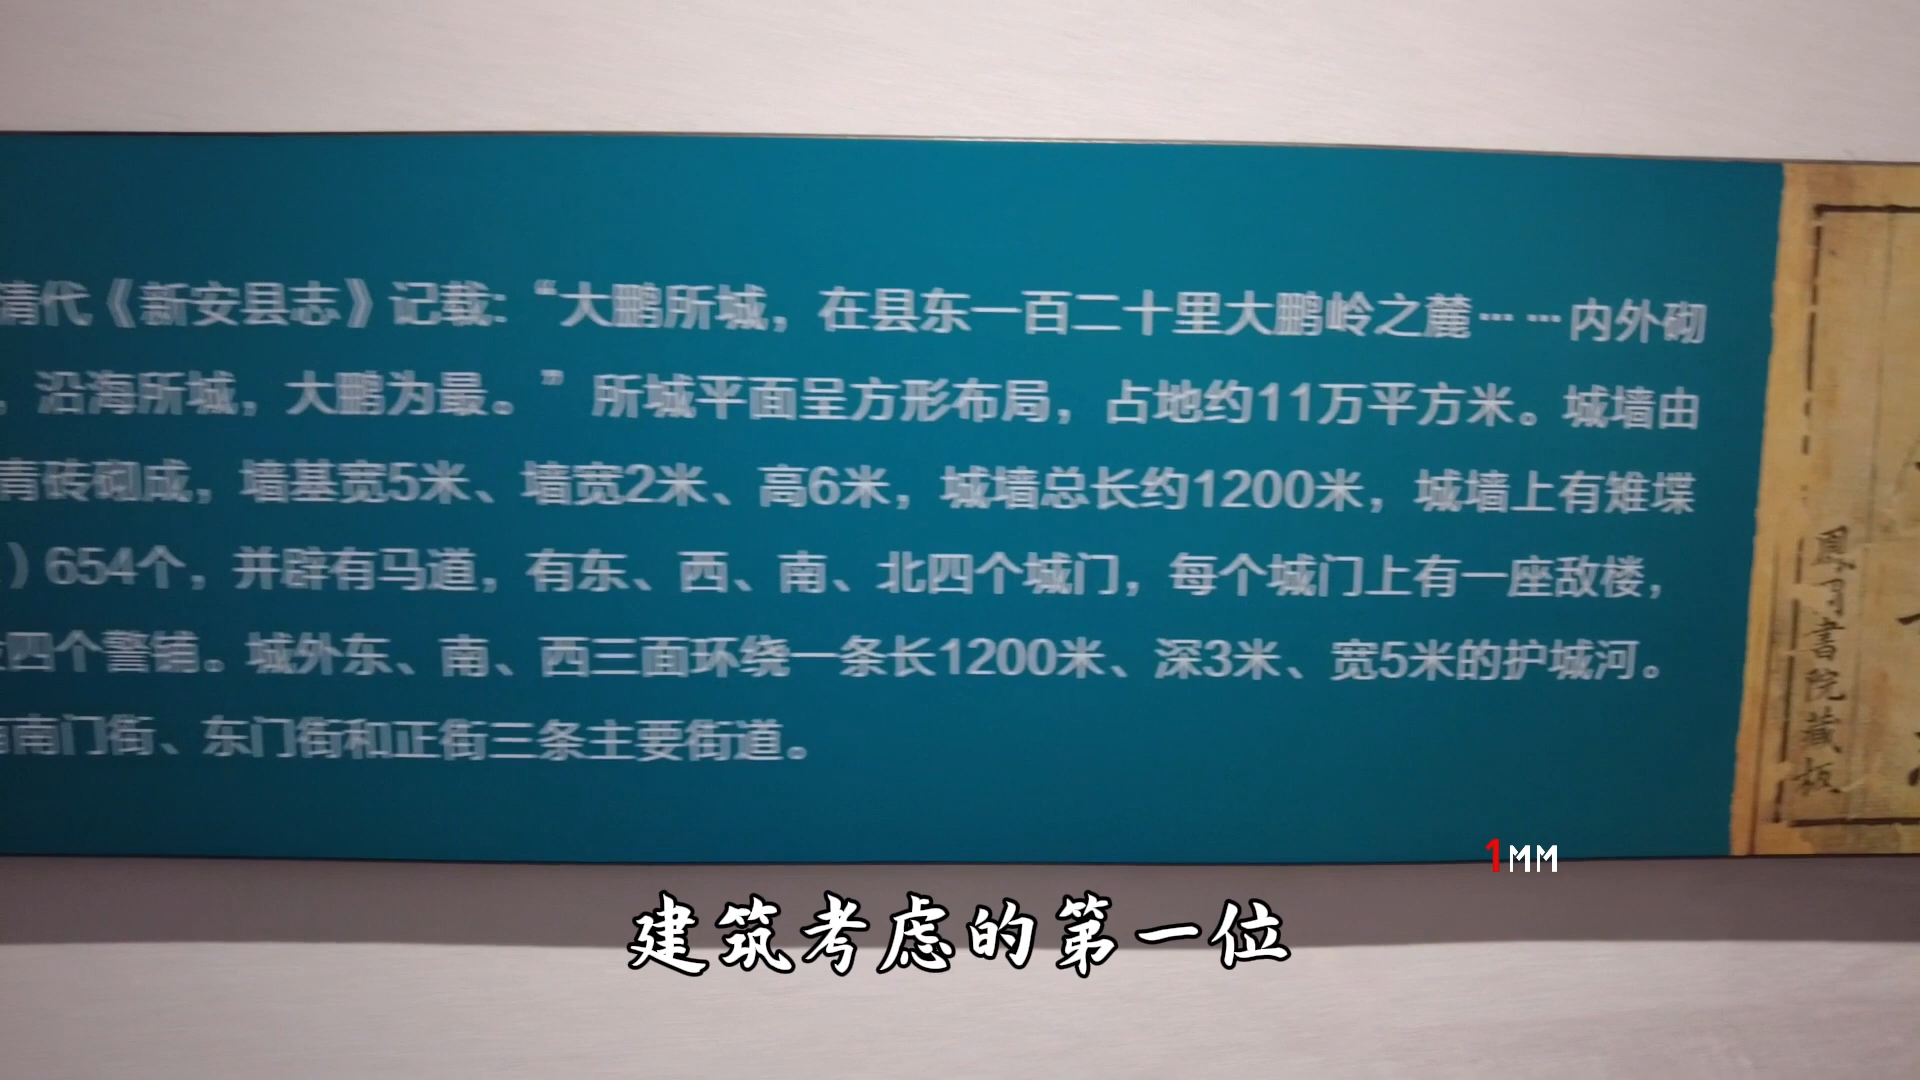 清代《新安县志》记载:“大鹏所城，在县东一百二十里大鹏岭之麓……内外砌
，沿海所城，大鹏为最。”所城平面呈方形布局，占地约11万平方米。城墙由
青砖砌成，墙基宽5米、墙宽2米、高6米，城墙总长约1200米，城墙上有雉堞
）654个，并辟有马道，有东、西、南、北四个城门，每个城门上有一座敌楼，
四个警铺。城外东、南、西三面环绕一条长1200米、深3米、宽5米的护城河。
南门街、东门街和正街三条主要街道。
鳳冈書院藏板
1MM
建筑考虑的第一位